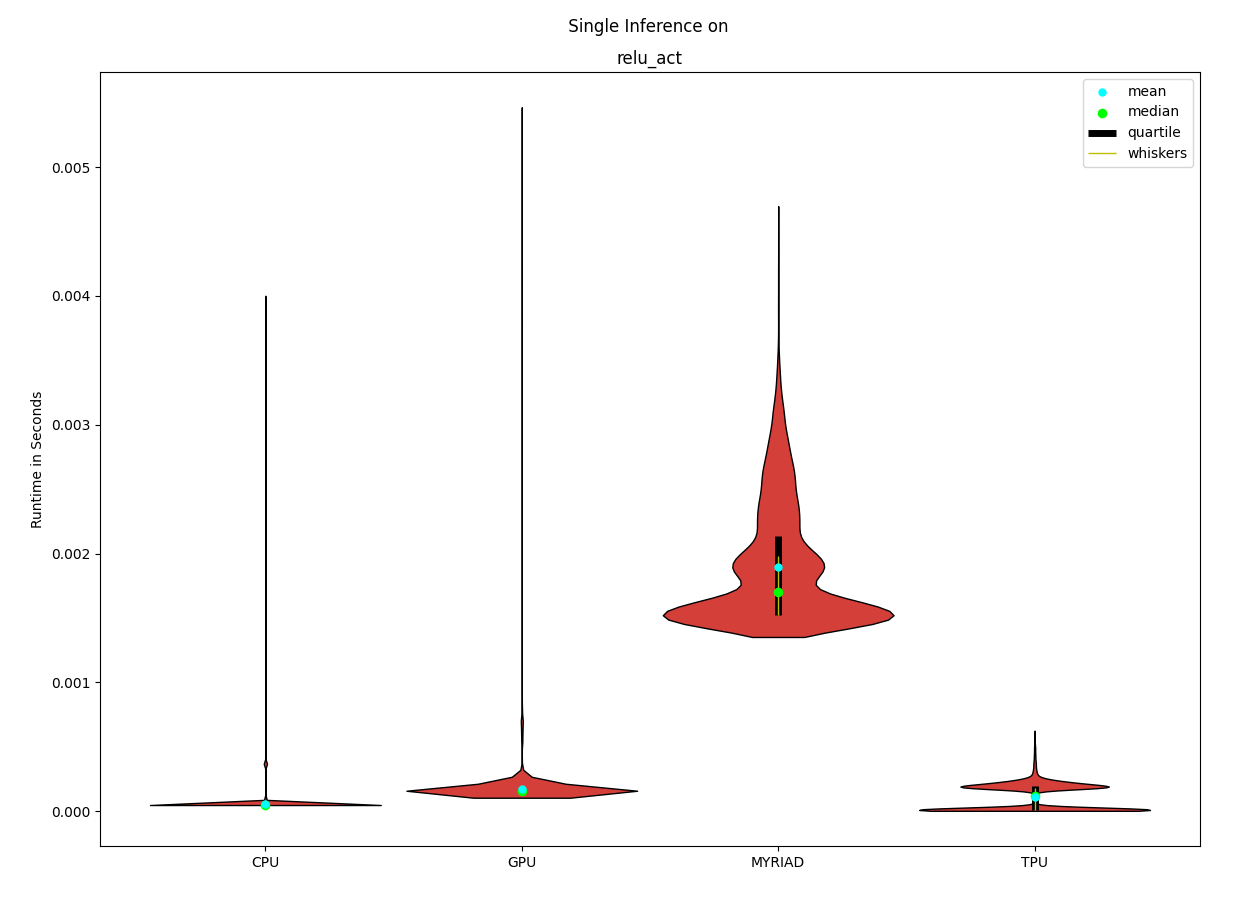 Single Inference on
relu_act
mean
median
quartile
whiskers
Runtime in Seconds
0.005
0.004
0.003
0.002
0.001
0.000
CPU GPU MYRIAD TPU